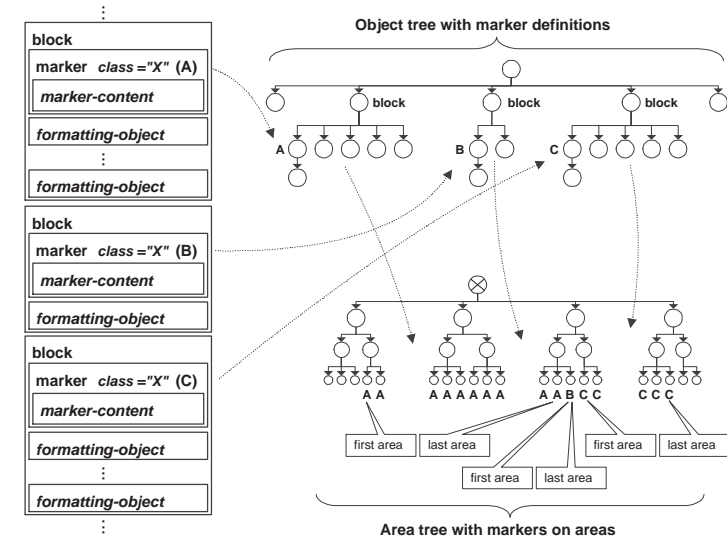 ⋮
block
marker class ="X" (A)
marker-content
formatting-object
⋮
formatting-object
block
marker class ="X" (B)
marker-content
formatting-object
block
marker class ="X" (C)
marker-content
formatting-object
⋮
formatting-object
⋮
Object tree with marker definitions
block block block
A B C
A A A A A A A A A A B C C C C C
first area last area first area last area
first area last area
Area tree with markers on areas